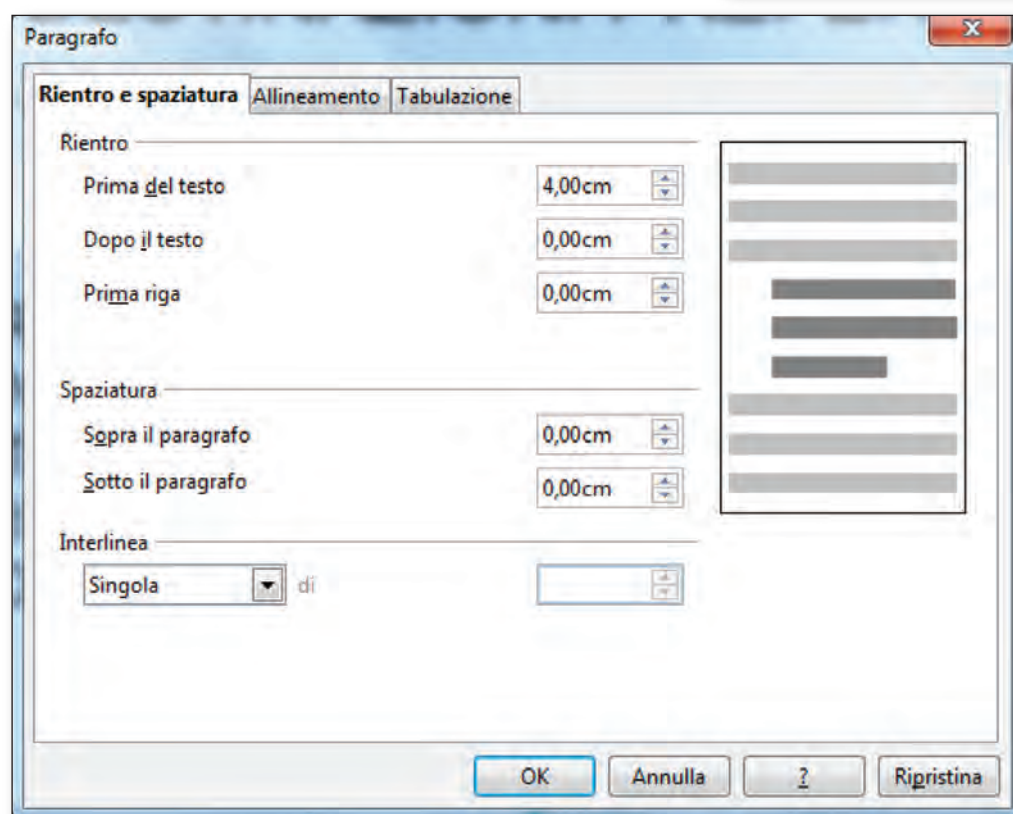 Paragrafo
X
Rientro e spaziatura Allineamento Tabulazione
Rientro
Prima del testo 4,00cm
Dopo il testo 0,00cm
Prima riga 0,00cm
Spaziatura
Sopra il paragrafo 0,00cm
Sotto il paragrafo 0,00cm
Interlinea
Singola di
OK Annulla ? Ripristina